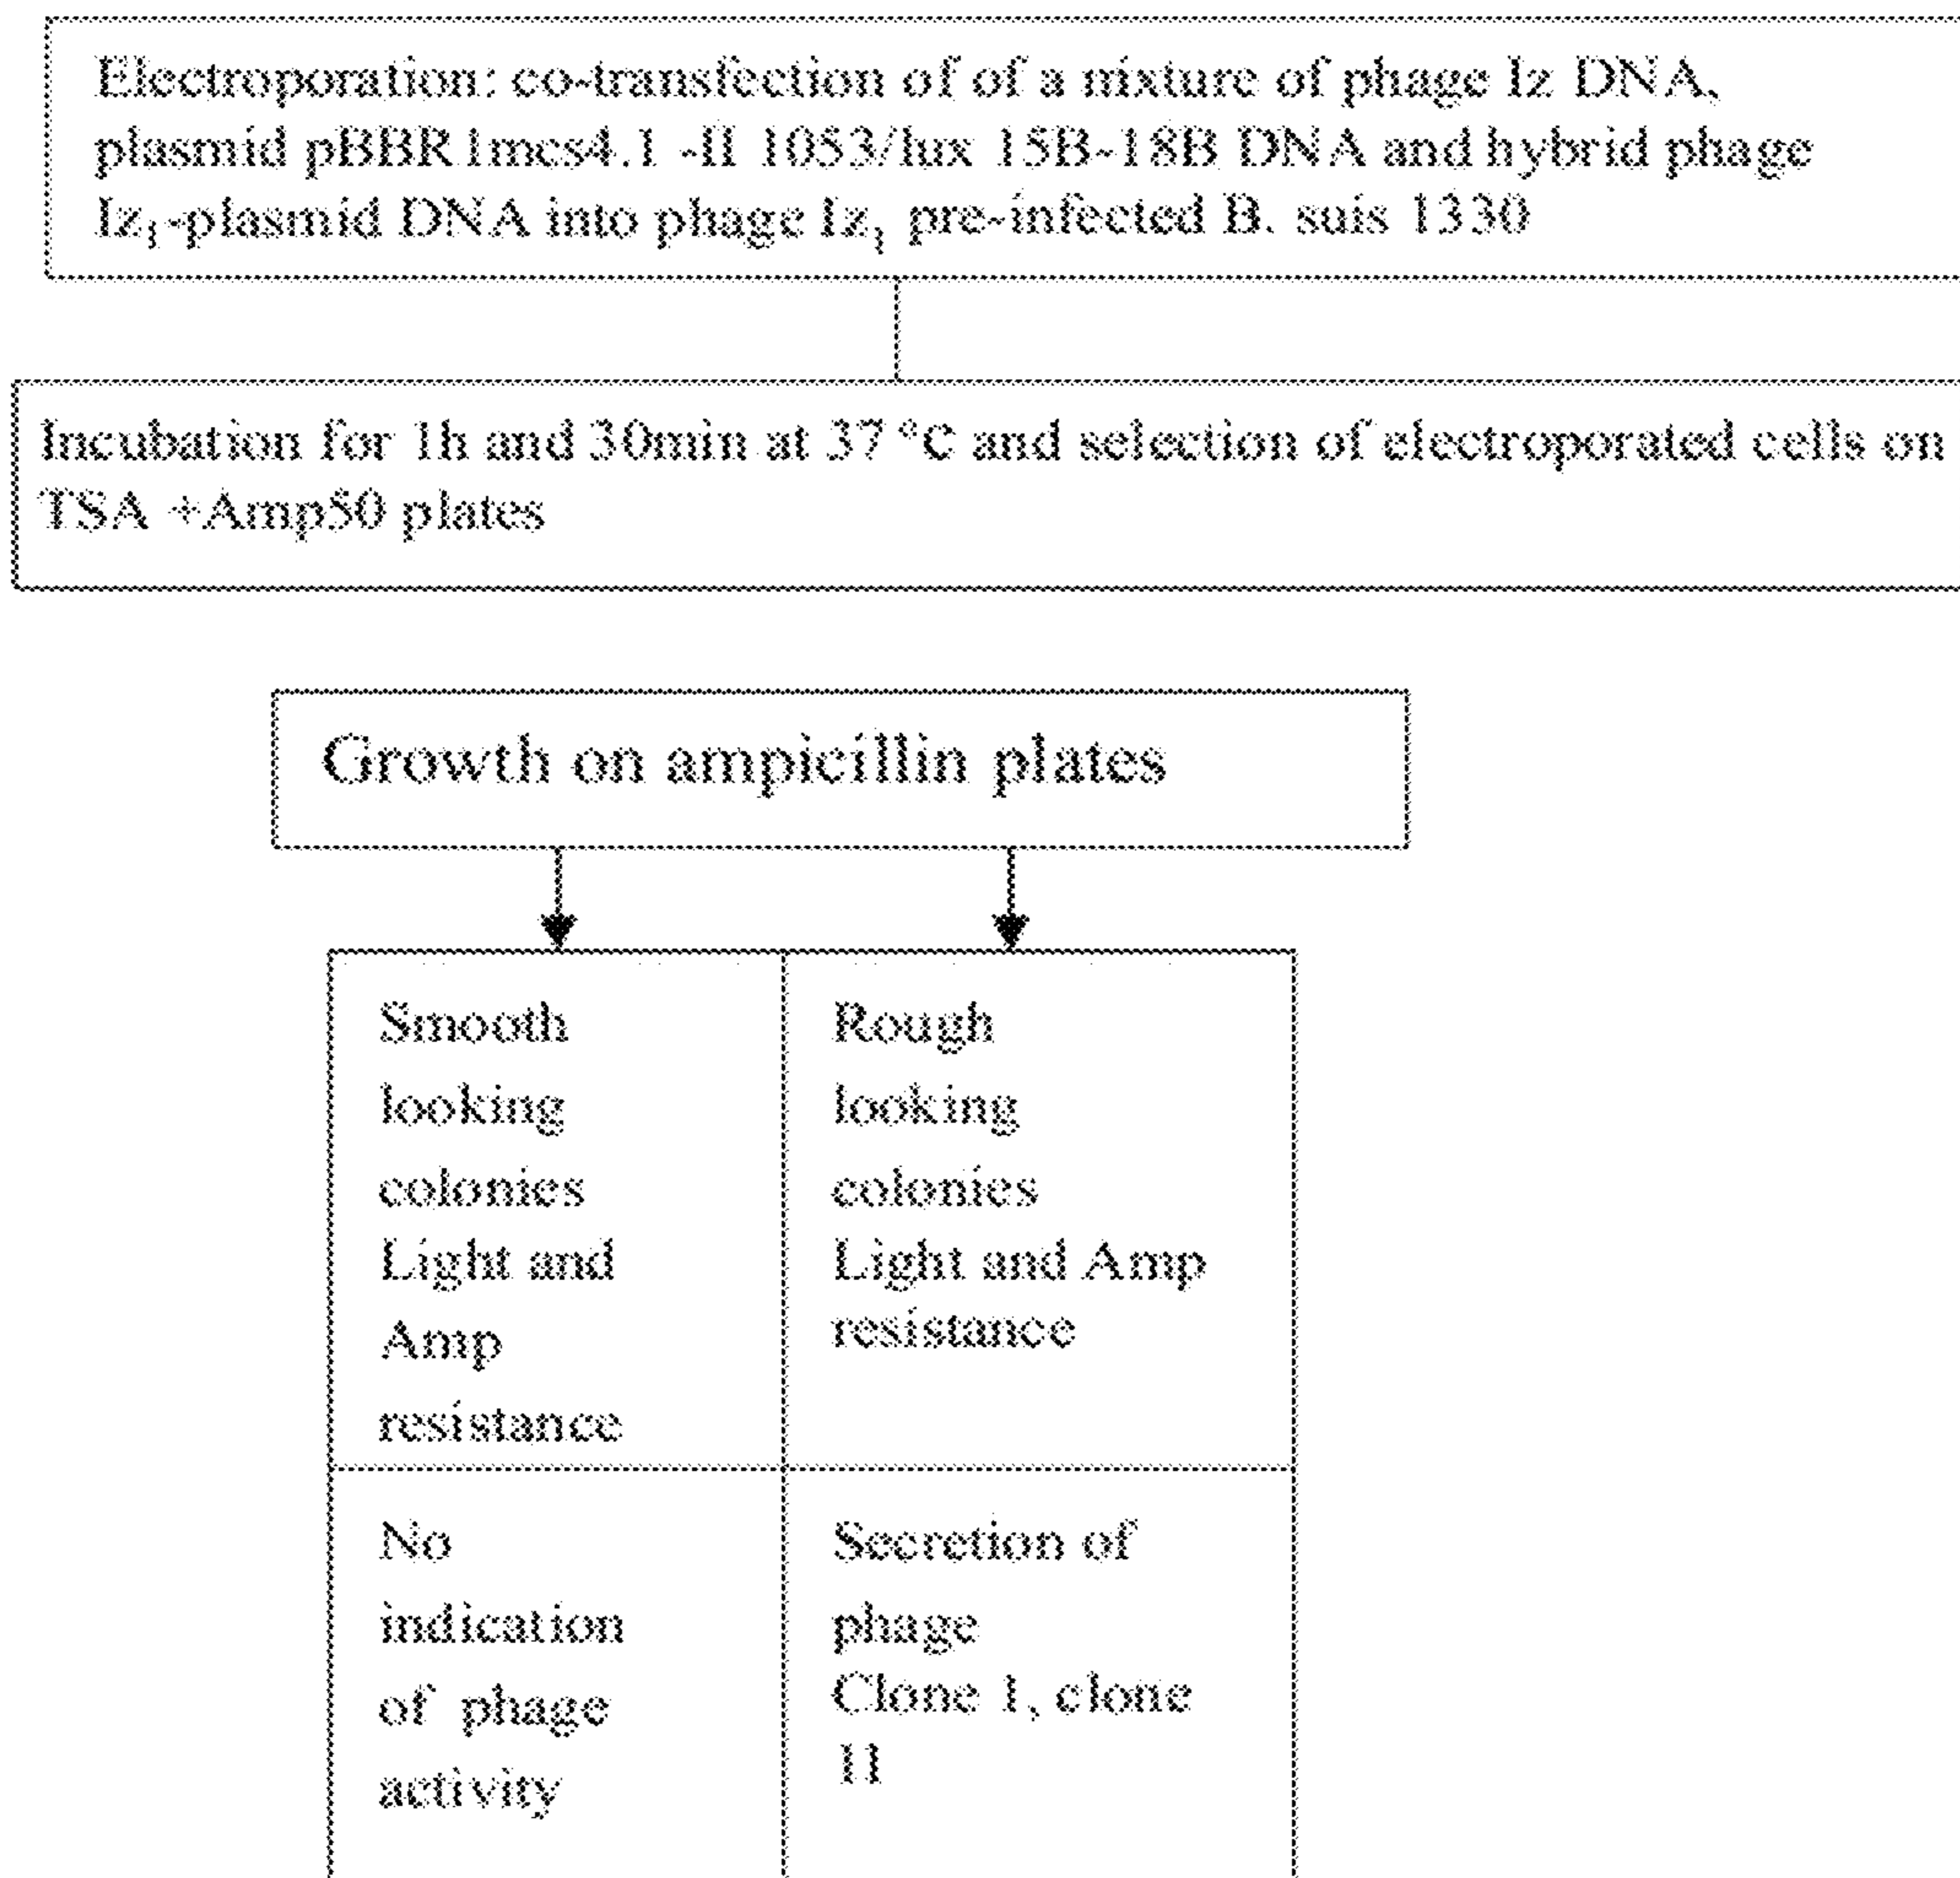 Electroporation: co-transfection of of a mixture of phage Iz DNA,
plasmid pBBR1mcs4.1 -II 1053/lux 15B-18B DNA and hybrid phage
Iz₁-plasmid DNA into phage Iz₁ pre-infected B. suis 1330
Incubation for 1h and 30min at 37 °C and selection of electroporated cells on
TSA +Amp50 plates
Growth on ampicillin plates
Smooth
looking
colonies
Light and
Amp
resistance
Rough
looking
colonies
Light and Amp
resistance
No
indication
of phage
activity
Secretion of
phage
Clone 1, clone
11